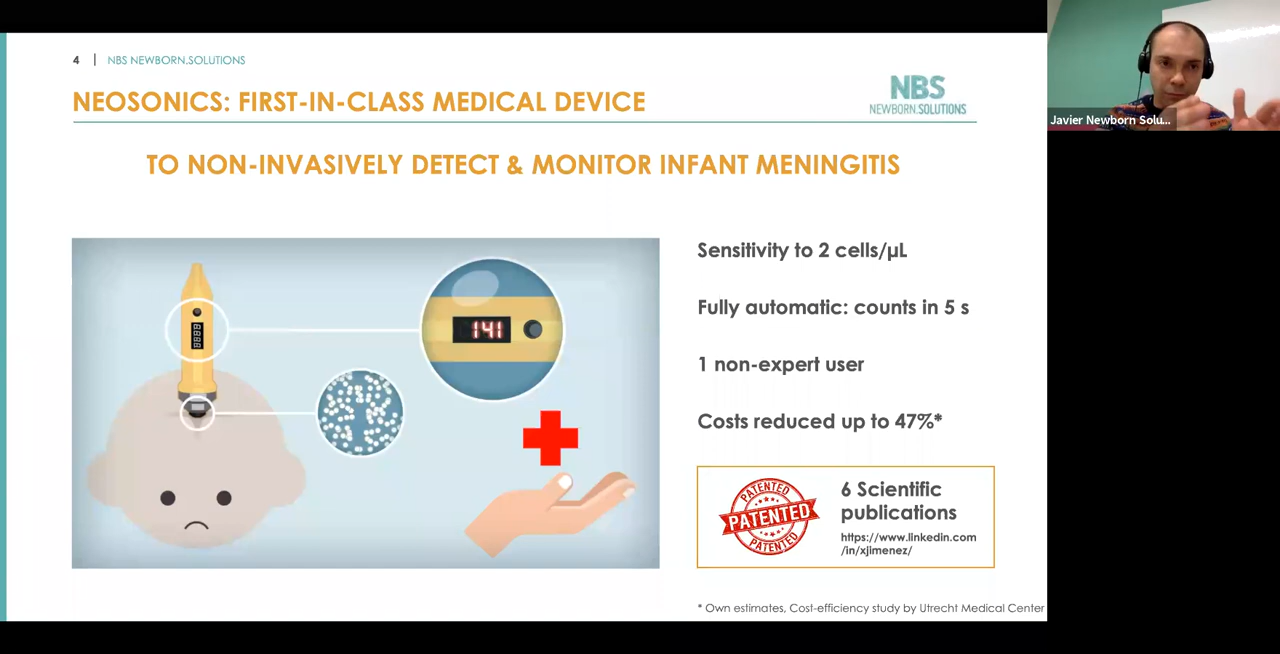 4 | NBS NEWBORN.SOLUTIONS
NEOSONICS: FIRST-IN-CLASS MEDICAL DEVICE
NBS
NEWBORN.SOLUTIONS
TO NON-INVASIVELY DETECT & MONITOR INFANT MENINGITIS
Javier Newborn Solu...
Sensitivity to 2 cells/µL
Fully automatic: counts in 5 s
1 non-expert user
Costs reduced up to 47%*
8888
141
PATENTED
PATENTED
PATENTED
6 Scientific
publications
https://www.linkedin.com
/in/xjimenez/
* Own estimates, Cost-efficiency study by Utrecht Medical Center